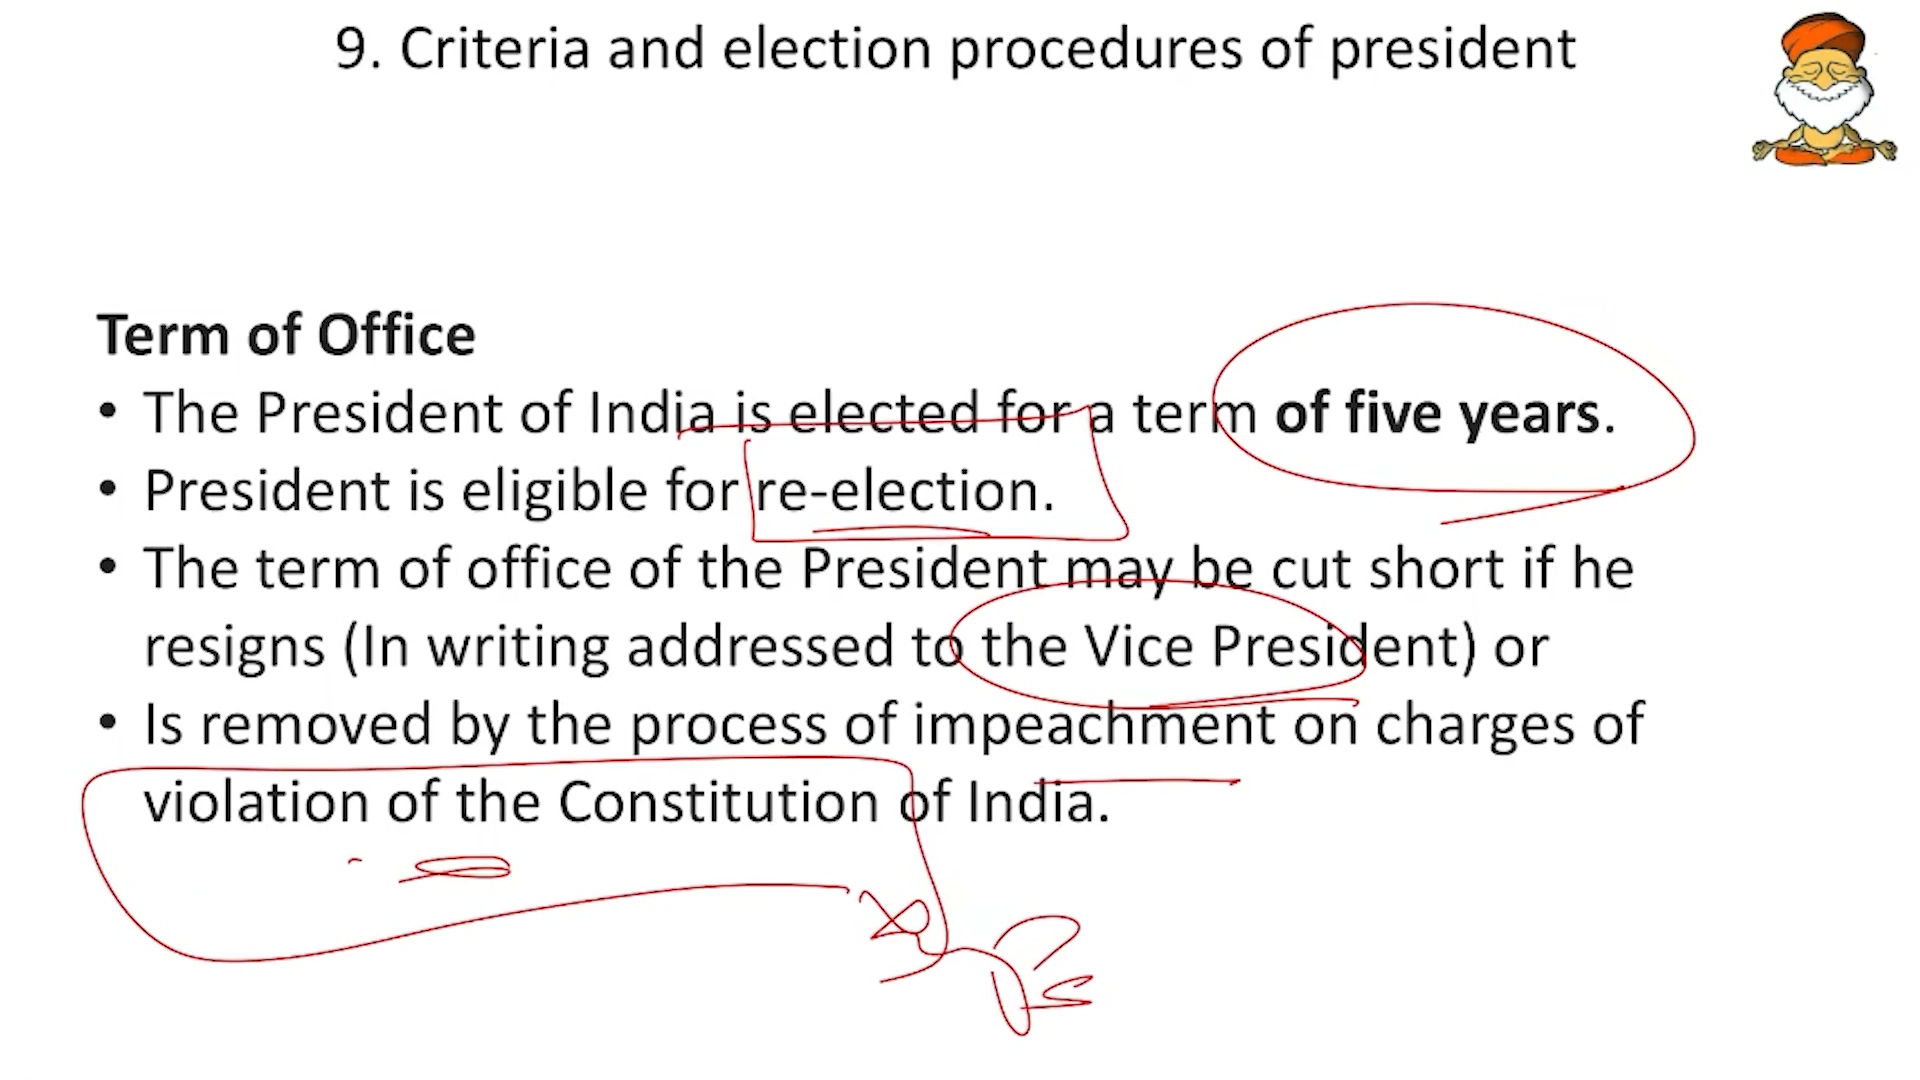 9. Criteria and election procedures of president
Term of Office
• The President of India is elected for a term of five years.
• President is eligible for re-election.
• The term of office of the President may be cut short if he
resigns (In writing addressed to the Vice President) or
• Is removed by the process of impeachment on charges of
violation of the Constitution of India.